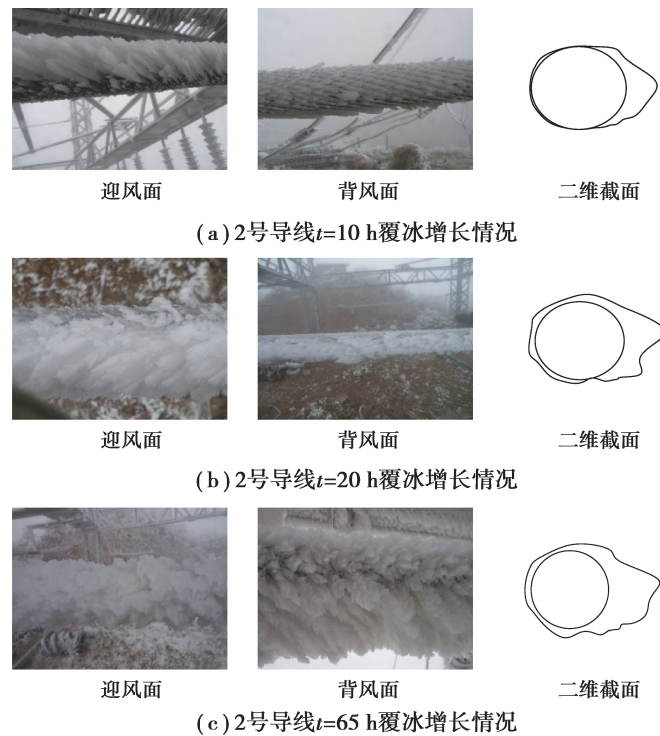 迎风面 背风面 二维截面
(a) 2号导线t=10 h覆冰增长情况
迎风面 背风面 二维截面
(b) 2号导线t=20 h覆冰增长情况
迎风面 背风面 二维截面
(c) 2号导线t=65 h覆冰增长情况